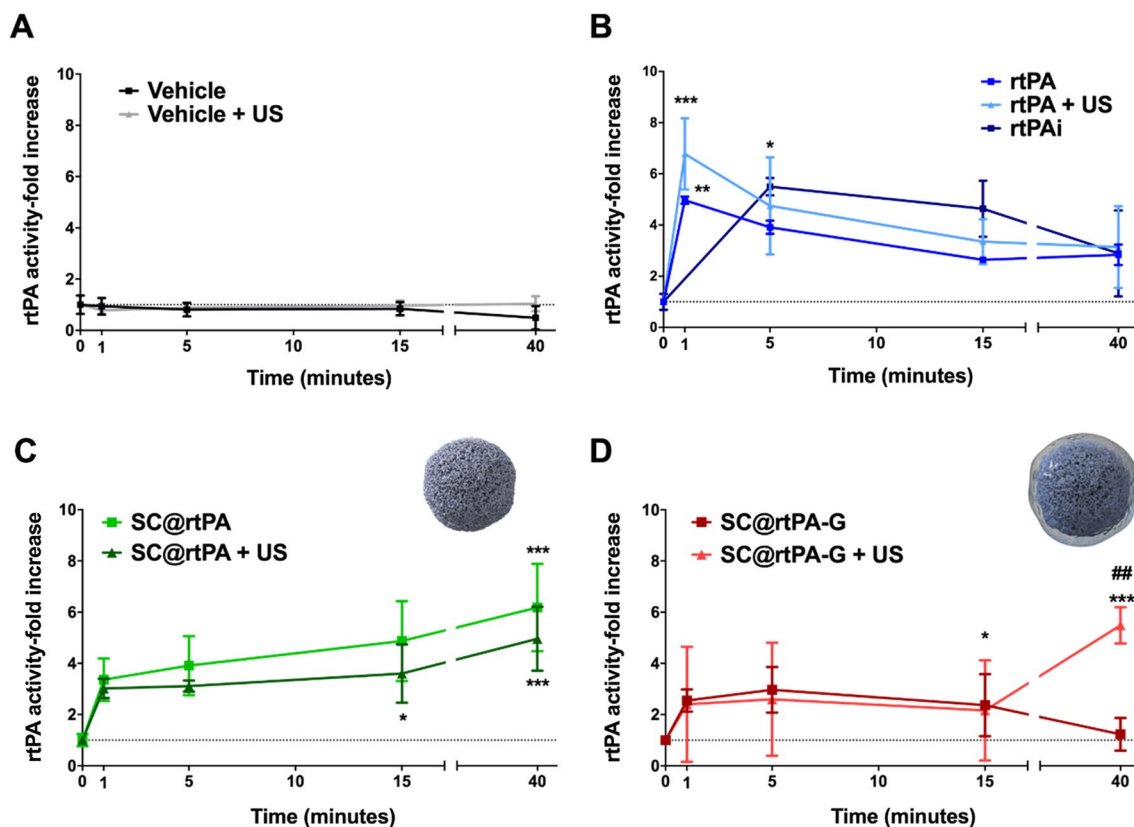 A
rtPA activity-fold increase
10
8
6
4
2
0
Vehicle
Vehicle + US
0 1 5 10 15 40
Time (minutes)
B
rtPA activity-fold increase
10
8
6
4
2
0
rtPA
rtPA + US
rtPAi
***
*
**
0 1 5 10 15 40
Time (minutes)
C
rtPA activity-fold increase
10
8
6
4
2
0
SC@rtPA
SC@rtPA + US
***
***
*
0 1 5 10 15 40
Time (minutes)
D
rtPA activity-fold increase
10
8
6
4
2
0
SC@rtPA-G
SC@rtPA-G + US
##
***
*
0 1 5 10 15 40
Time (minutes)